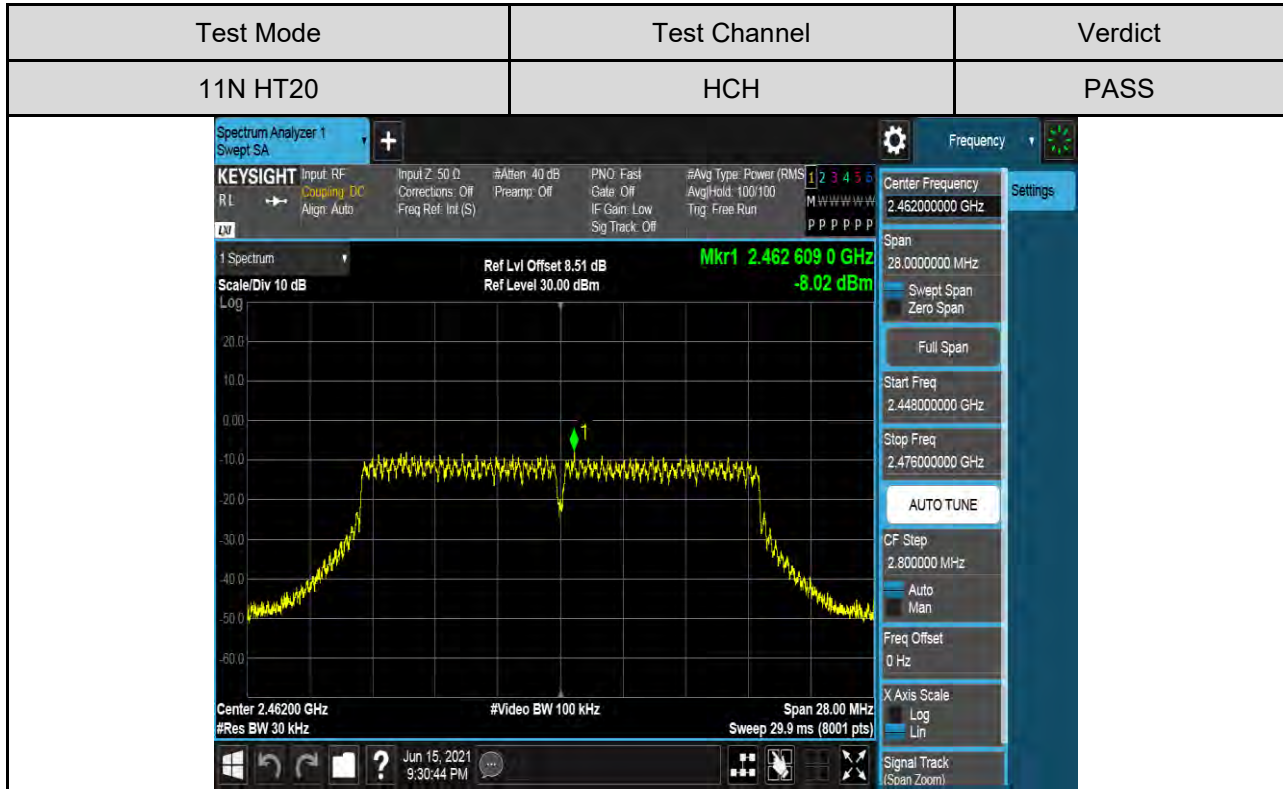 Test Mode Test Channel Verdict
11N HT20 HCH PASS
Spectrum Analyzer 1
Swept SA
+
Frequency
KEYSIGHT
RL
LXI
Input: RF
Coupling: DC
Align: Auto
Input Z: 50 Ω
Corrections: Off
Freq Ref: Int (S)
#Atten: 40 dB
Preamp: Off
PNO: Fast
Gate: Off
IF Gain: Low
Sig Track: Off
#Avg Type: Power (RMS
Avg|Hold: 100/100
Trig: Free Run
1 2 3 4 5 6
M W W W W W
P P P P P P
1 Spectrum
Scale/Div 10 dB
Log
Ref Lvl Offset 8.51 dB
Ref Level 30.00 dBm
Mkr1 2.462 609 0 GHz
-8.02 dBm
20.0
10.0
0.00
-10.0
-20.0
-30.0
-40.0
-50.0
-60.0
1
Center 2.46200 GHz
#Res BW 30 kHz
#Video BW 100 kHz
Span 28.00 MHz
Sweep 29.9 ms (8001 pts)
?
Jun 15, 2021
9:30:44 PM
Center Frequency
2.462000000 GHz
Settings
Span
28.0000000 MHz
Swept Span
Zero Span
Full Span
Start Freq
2.448000000 GHz
Stop Freq
2.476000000 GHz
AUTO TUNE
CF Step
2.800000 MHz
Auto
Man
Freq Offset
0 Hz
X Axis Scale
Log
Lin
Signal Track
(Span Zoom)